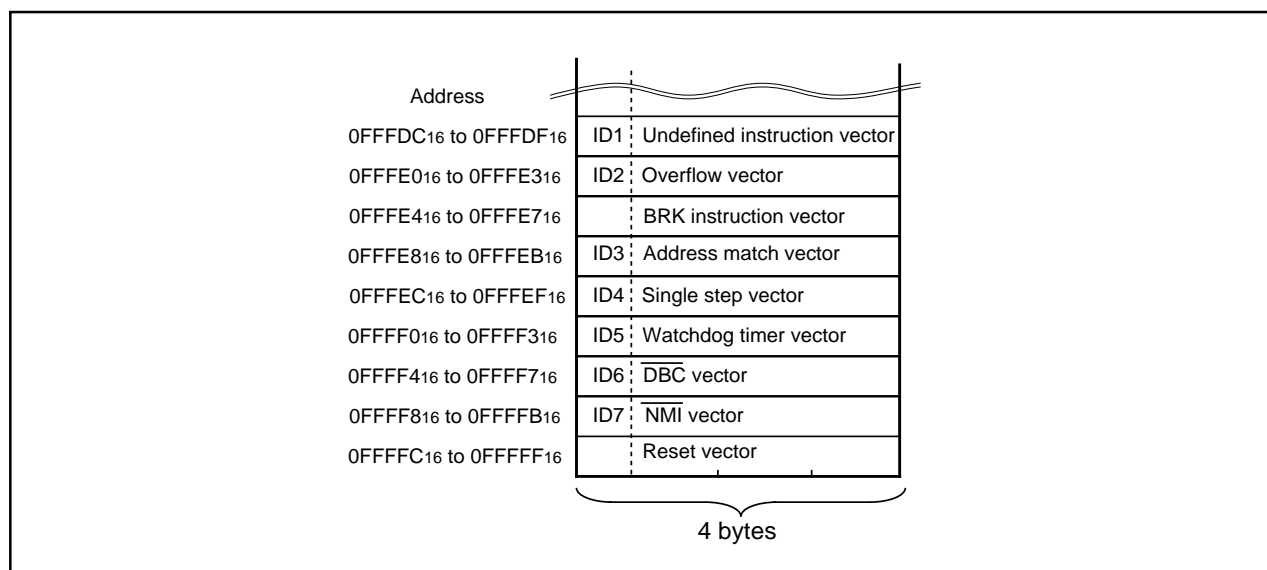 Address
0FFFDC16 to 0FFFDF16 ID1 Undefined instruction vector
0FFFE016 to 0FFFE316 ID2 Overflow vector
0FFFE416 to 0FFFE716 BRK instruction vector
0FFFE816 to 0FFFEB16 ID3 Address match vector
0FFFEC16 to 0FFFEF16 ID4 Single step vector
0FFFF016 to 0FFFF316 ID5 Watchdog timer vector
0FFFF416 to 0FFFF716 ID6 DBC vector
0FFFF816 to 0FFFFB16 ID7 NMI vector
0FFFFC16 to 0FFFFF16 Reset vector
4 bytes